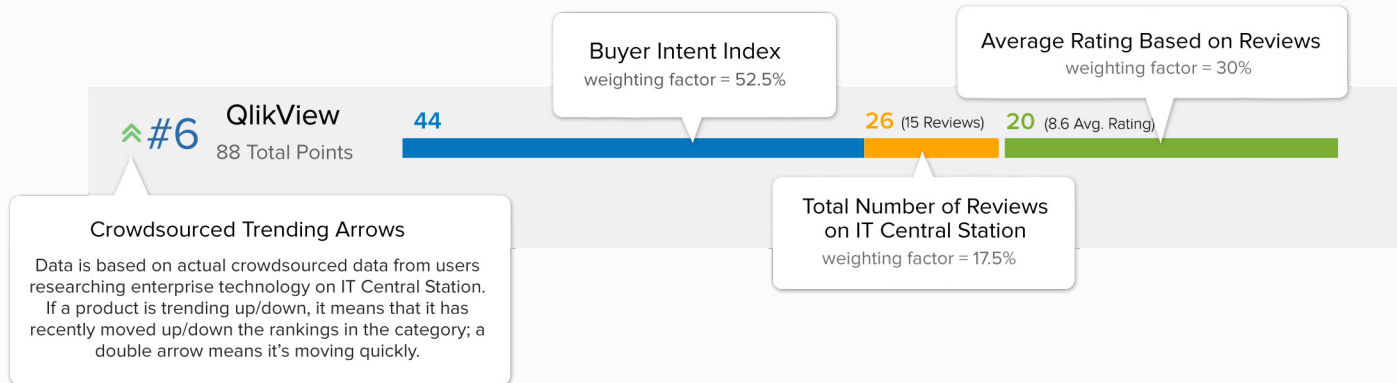 Buyer Intent Index
weighting factor = 52.5%
Average Rating Based on Reviews
weighting factor = 30%
#6
QlikView
88 Total Points
44
26 (15 Reviews)
20 (8.6 Avg. Rating)
Crowdsourced Trending Arrows
Data is based on actual crowdsourced data from users
researching enterprise technology on IT Central Station.
If a product is trending up/down, it means that it has
recently moved up/down the rankings in the category; a
double arrow means it’s moving quickly.
Total Number of Reviews
on IT Central Station
weighting factor = 17.5%